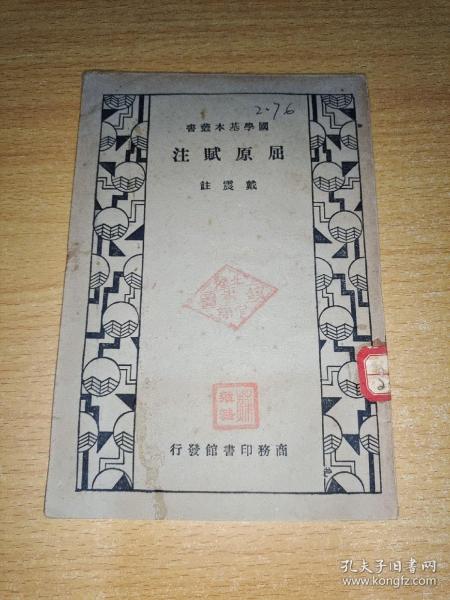 2.76
國學基本叢書
屈原賦注
戴震註
商務印書館發行
孔夫子旧书网
www.kongfz.com